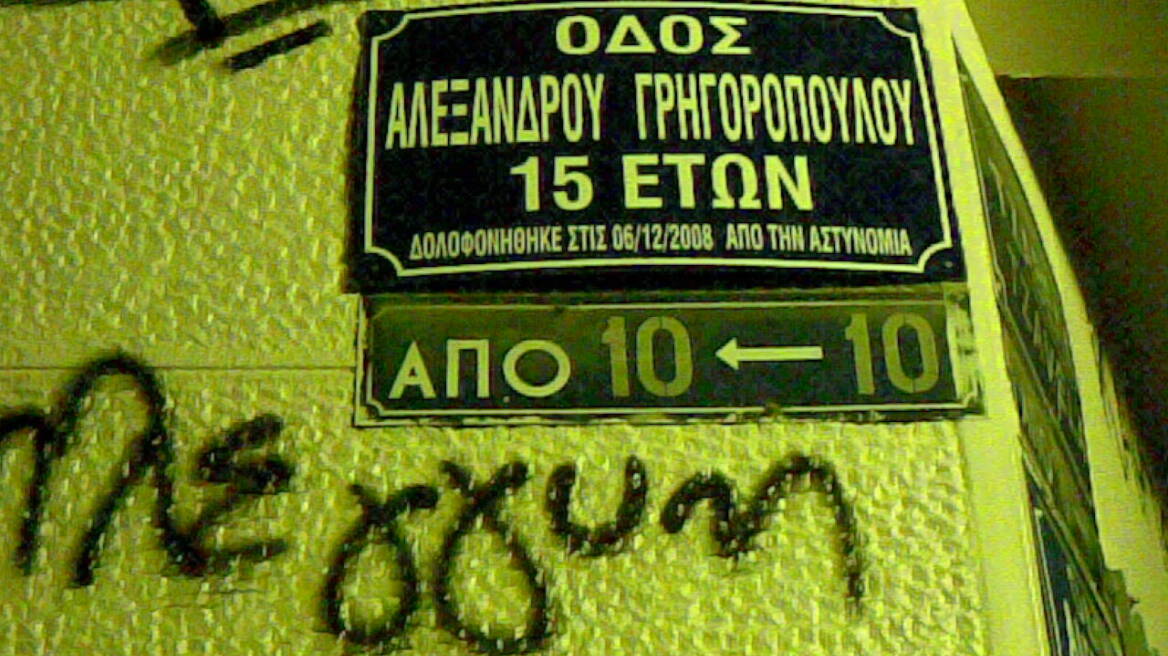 ΟΔΟΣ
ΑΛΕΞΑΝΔΡΟΥ ΓΡΗΓΟΡΟΠΟΥΛΟΥ
15 ΕΤΩΝ
ΔΟΛΟΦΟΝΗΘΗΚΕ ΣΤΙΣ 06/12/2008 ΑΠΟ ΤΗΝ ΑΣΤΥΝΟΜΙΑ
ΑΠΟ 10 ← 10